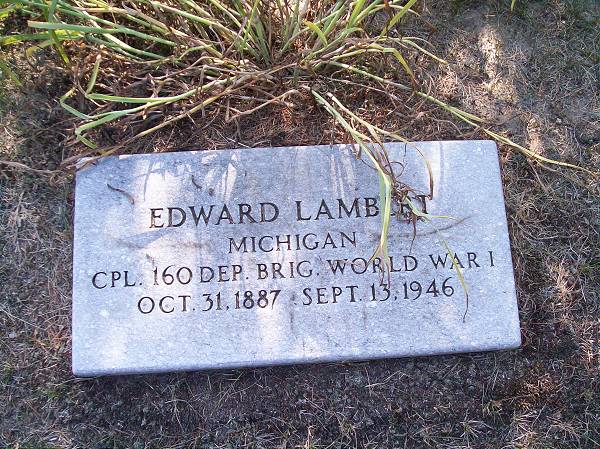 EDWARD LAMBERT
MICHIGAN
CPL. 160 DEP. BRIG. WORLD WAR I
OCT. 31, 1887 SEPT. 13, 1946